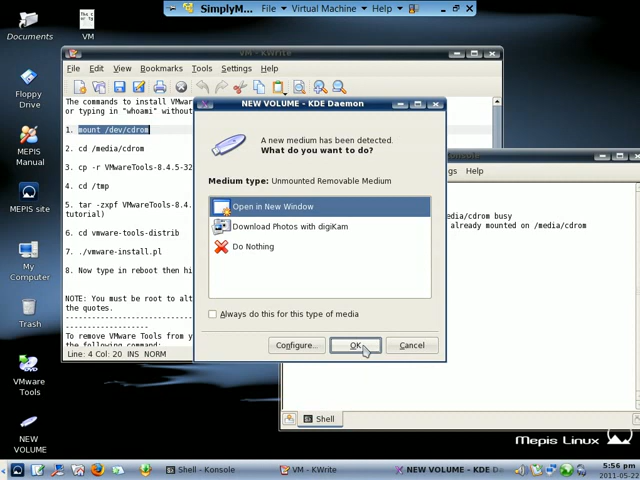 SimplyM
File
Virtual Machine
Help
Documents
VM
VM - KWrite
File Edit View Bookmarks Tools Settings Help
Floppy
Drive
MEPIS
Manual
MEPIS site
My
Computer
Trash
VMware
Tools
NEW
VOLUME
The commands to install VMwar
or typing in "whoami" withou
1. mount /dev/cdrom
2. cd /media/cdrom
3. cp -r VMwareTools-8.4.5-32
4. cd /tmp
5. tar -zxpf VMwareTools-8.4.
tutorial)
6. cd vmware-tools-distrib
7. ./vmware-install.pl
8. Now type in reboot then hi
NOTE: You must be root to alt
the quotes.
To remove VMware Tools from y
the following command:
Line: 4 Col: 20 INS NORM
NEW VOLUME - KDE Daemon
A new medium has been detected.
What do you want to do?
Medium type: Unmounted Removable Medium
Open in New Window
Download Photos with digiKam
Do Nothing
Always do this for this type of media
Configure...
OK
Cancel
onsole
gs Help
edia/cdrom busy
already mounted on /media/cdrom
Shell
Mepis Linux
Shell - Konsole
VM - KWrite
NEW VOLUME - KDE Da
5:56 pm
2011-05-22